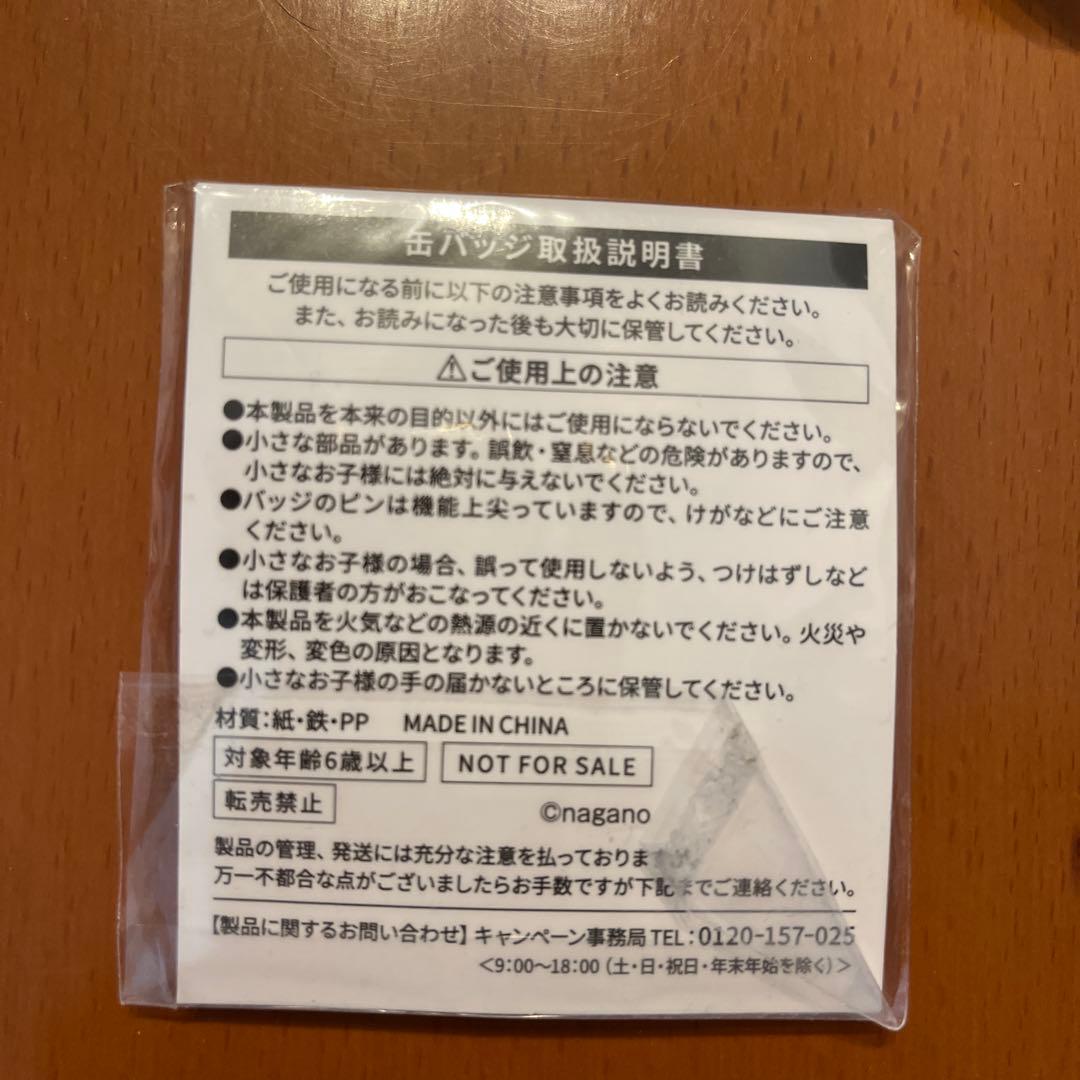 缶バッジ取扱説明書
ご使用になる前に以下の注意事項をよくお読みください。
また、お読みになった後も大切に保管してください。
⚠ご使用上の注意
●本製品を本来の目的以外にはご使用にならないでください。
●小さな部品があります。誤飲・窒息などの危険がありますので、
小さなお子様には絶対に与えないでください。
●バッジのピンは機能上尖っていますので、けがなどにご注意
ください。
●小さなお子様の場合、誤って使用しないよう、つけはずしなど
は保護者の方がおこなってください。
●本製品を火気などの熱源の近くに置かないでください。火災や
変形、変色の原因となります。
●小さなお子様の手の届かないところに保管してください。
材質：紙・鉄・PP MADE IN CHINA
対象年齢6歳以上 NOT FOR SALE
転売禁止 ©nagano
製品の管理、発送には充分な注意を払っておりますが、
万一不都合な点がございましたらお手数ですが下記までご連絡ください。
【製品に関するお問い合わせ】キャンペーン事務局 TEL：0120-157-025
＜9：00～18：00（土・日・祝日・年末年始を除く）＞